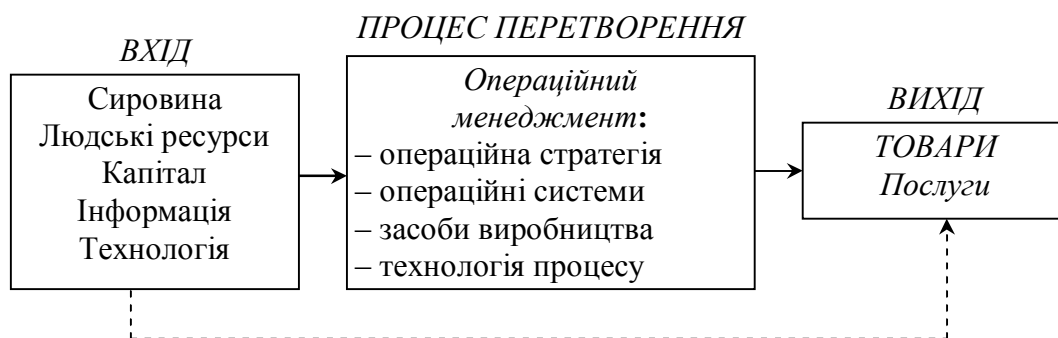 ВХІД
Сировина
Людські ресурси
Капітал
Інформація
Технологія
ПРОЦЕС ПЕРЕТВОРЕННЯ
Операційний
менеджмент:
– операційна стратегія
– операційні системи
– засоби виробництва
– технологія процесу
ВИХІД
ТОВАРИ
Послуги